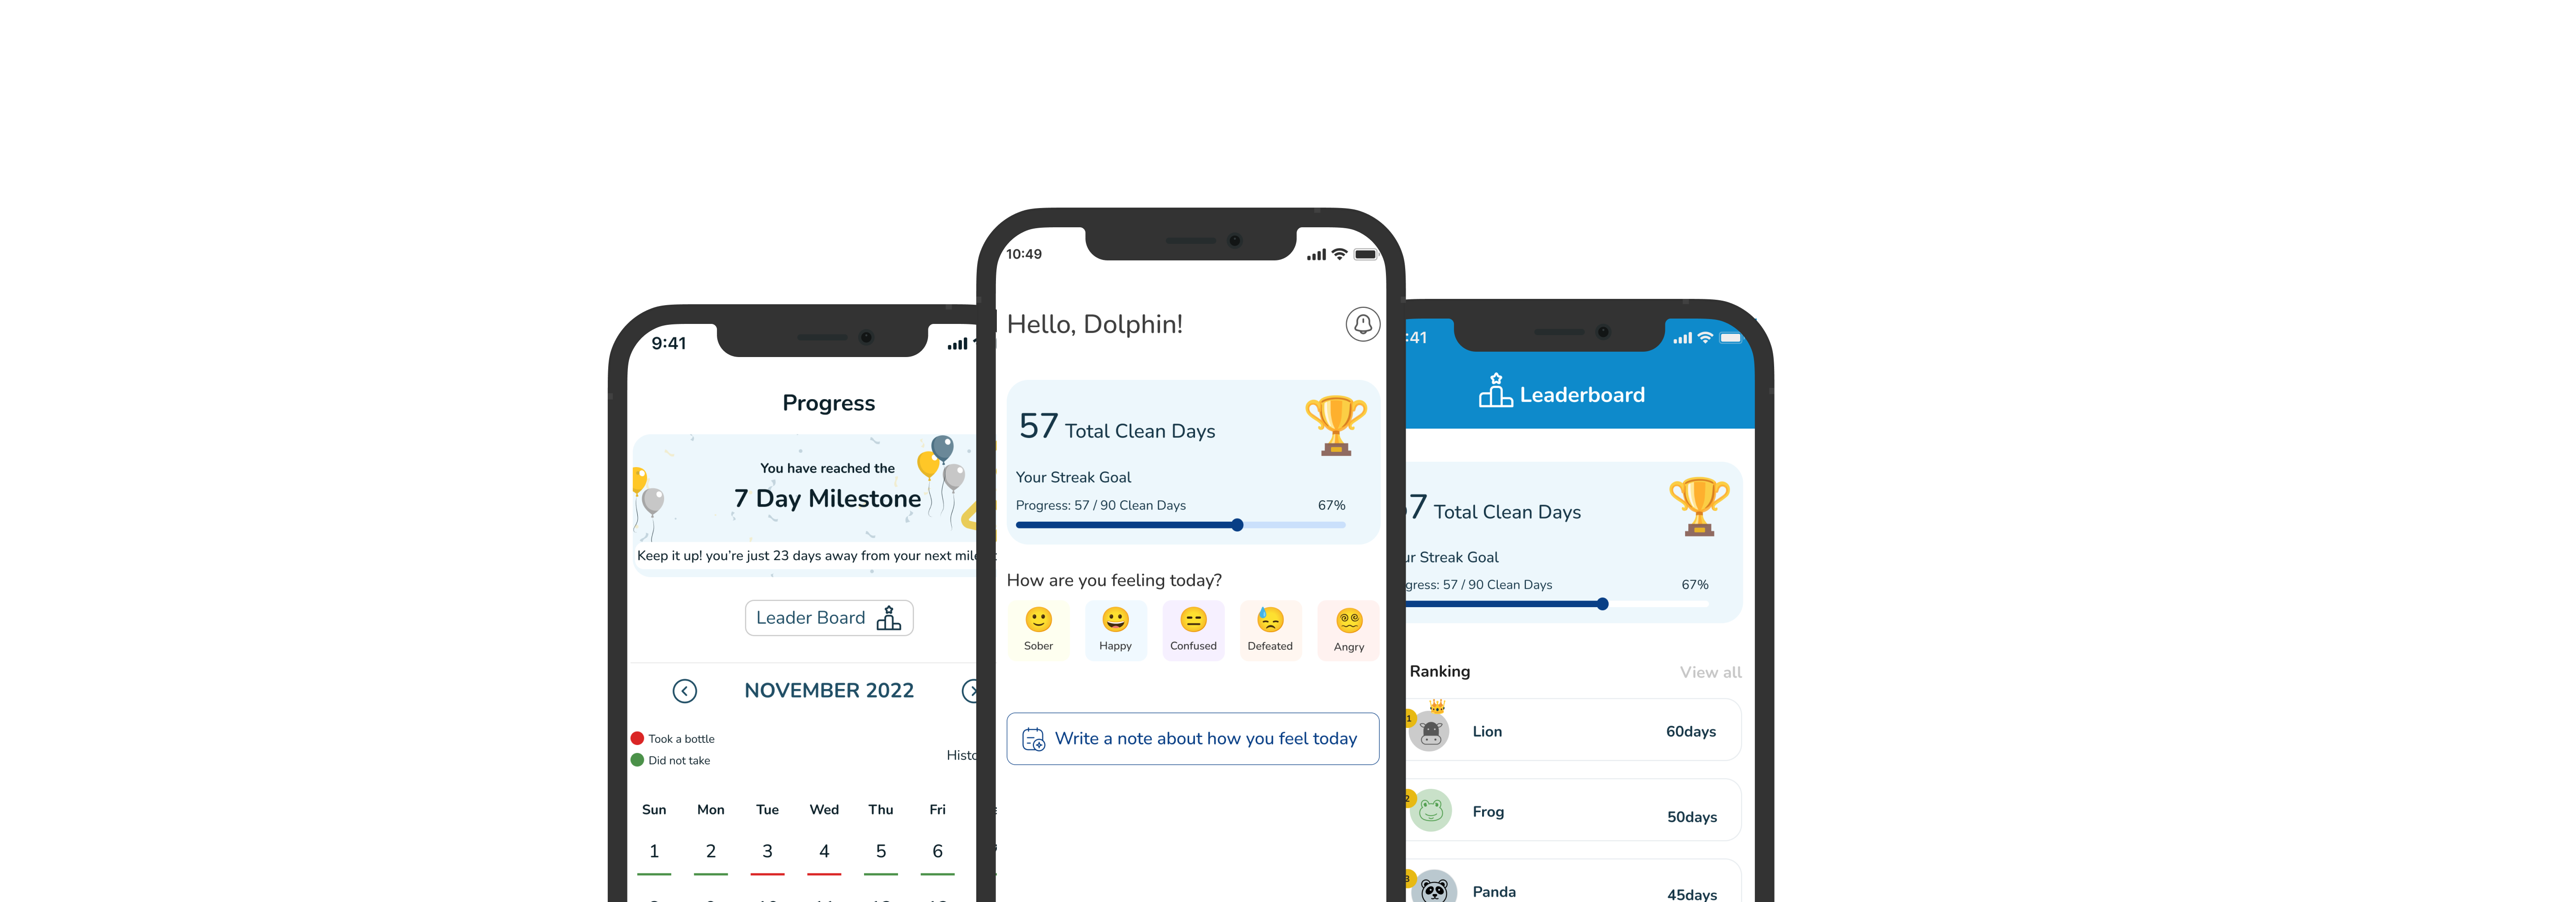 9:41
Progress
You have reached the
7 Day Milestone
Keep it up! you're just 23 days away from your next
Leader Board
NOVEMBER 2022
Took a bottle
Did not take
Sun Mon Tue Wed Thu Fri
1 2 3 4 5 6
10:49
Hello, Dolphin!
57 Total Clean Days
Your Streak Goal
Progress: 57 / 90 Clean Days 67%
How are you feeling today?
Sober Happy Confused Defeated Angry
Write a note about how you feel today
:41
Leaderboard
7 Total Clean Days
Streak Goal
57 / 90 Clean Days 67%
Ranking View all
1 Lion 60days
2 Frog 50days
3 Panda 45days